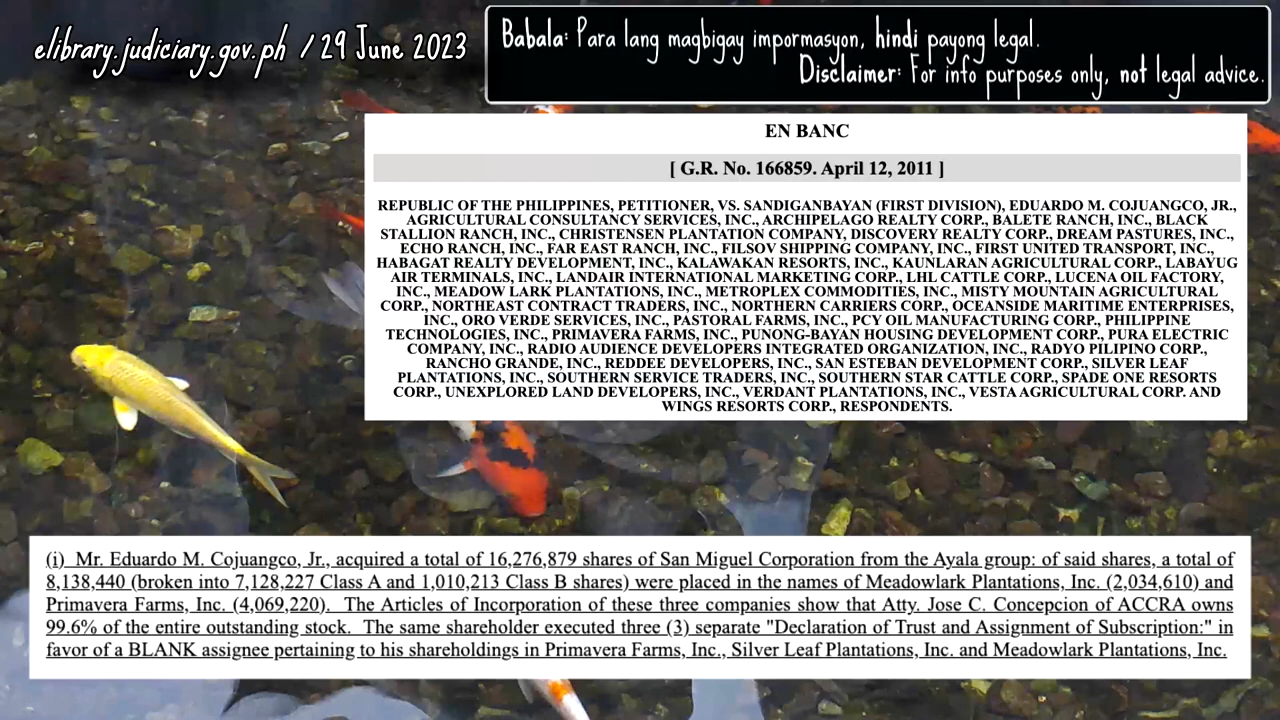 elibrary.judiciary.gov.ph / 29 June 2023
Babala: Para lang magbigay impormasyon, hindi payong legal.
Disclaimer: For info purposes only, not legal advice.
EN BANC
[ G.R. No. 166859. April 12, 2011 ]
REPUBLIC OF THE PHILIPPINES, PETITIONER, VS. SANDIGANBAYAN (FIRST DIVISION), EDUARDO M. COJUANGCO, JR.,
AGRICULTURAL CONSULTANCY SERVICES, INC., ARCHIPELAGO REALTY CORP., BALETE RANCH, INC., BLACK
STALLION RANCH, INC., CHRISTENSEN PLANTATION COMPANY, DISCOVERY REALTY CORP., DREAM PASTURES, INC.,
ECHO RANCH, INC., FAR EAST RANCH, INC., FILSOV SHIPPING COMPANY, INC., FIRST UNITED TRANSPORT, INC.,
HABAGAT REALTY DEVELOPMENT, INC., KALAWAKAN RESORTS, INC., KAUNLARAN AGRICULTURAL CORP., LABAYUG
AIR TERMINALS, INC., LANDAIR INTERNATIONAL MARKETING CORP., LHL CATTLE CORP., LUCENA OIL FACTORY,
INC., MEADOW LARK PLANTATIONS, INC., METROPLEX COMMODITIES, INC., MISTY MOUNTAIN AGRICULTURAL
CORP., NORTHEAST CONTRACT TRADERS, INC., NORTHERN CARRIERS CORP., OCEANSIDE MARITIME ENTERPRISES,
INC., ORO VERDE SERVICES, INC., PASTORAL FARMS, INC., PCY OIL MANUFACTURING CORP., PHILIPPINE
TECHNOLOGIES, INC., PRIMAVERA FARMS, INC., PUNONG-BAYAN HOUSING DEVELOPMENT CORP., PURA ELECTRIC
COMPANY, INC., RADIO AUDIENCE DEVELOPERS INTEGRATED ORGANIZATION, INC., RADYO PILIPINO CORP.,
RANCHO GRANDE, INC., REDDEE DEVELOPERS, INC., SAN ESTEBAN DEVELOPMENT CORP., SILVER LEAF
PLANTATIONS, INC., SOUTHERN SERVICE TRADERS, INC., SOUTHERN STAR CATTLE CORP., SPADE ONE RESORTS
CORP., UNEXPLORED LAND DEVELOPERS, INC., VERDANT PLANTATIONS, INC., VESTA AGRICULTURAL CORP. AND
WINGS RESORTS CORP., RESPONDENTS.
(i) Mr. Eduardo M. Cojuangco, Jr., acquired a total of 16,276,879 shares of San Miguel Corporation from the Ayala group: of said shares, a total of
8,138,440 (broken into 7,128,227 Class A and 1,010,213 Class B shares) were placed in the names of Meadowlark Plantations, Inc. (2,034,610) and
Primavera Farms, Inc. (4,069,220). The Articles of Incorporation of these three companies show that Atty. Jose C. Concepcion of ACCRA owns
99.6% of the entire outstanding stock. The same shareholder executed three (3) separate "Declaration of Trust and Assignment of Subscription:" in
favor of a BLANK assignee pertaining to his shareholdings in Primavera Farms, Inc., Silver Leaf Plantations, Inc. and Meadowlark Plantations, Inc.